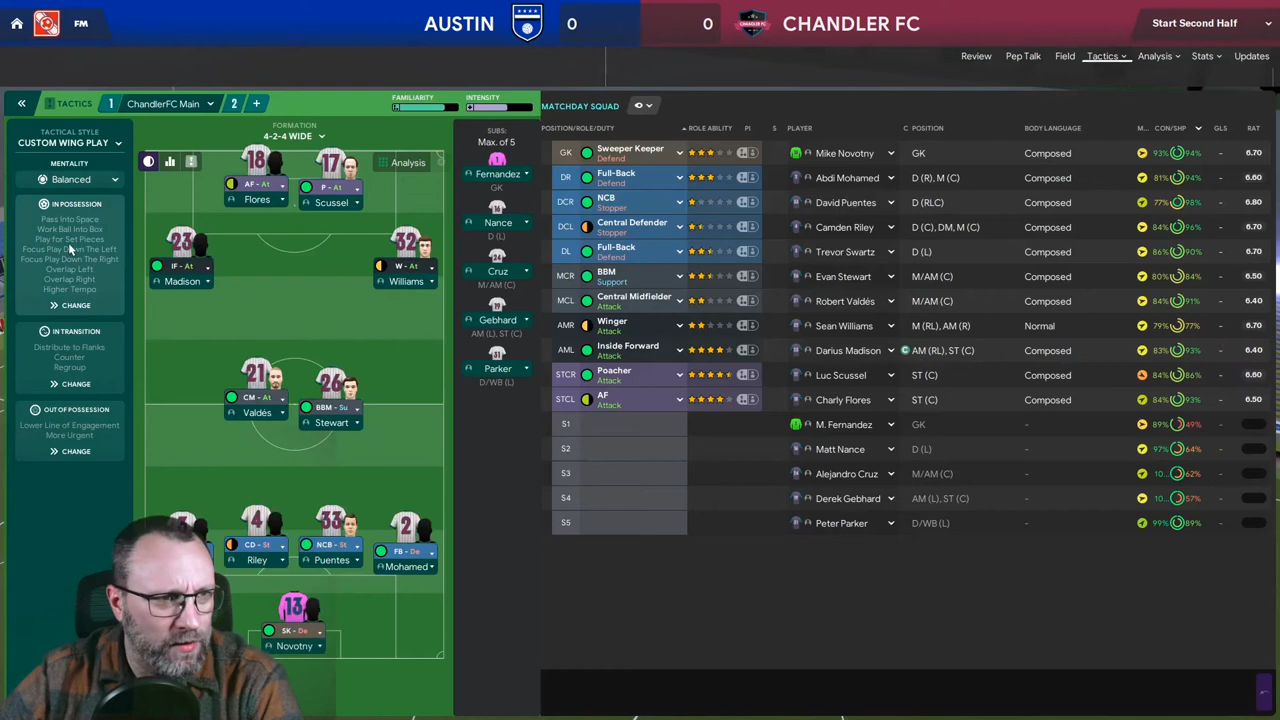 FM
AUSTIN
0
0
CHANDLER FC
Start Second Half
Review
Pep Talk
Field
Tactics
Analysis
Stats
Updates
TACTICS
1
ChandlerFC Main
2
FAMILIARITY
INTENSITY
MATCHDAY SQUAD
TACTICAL STYLE
CUSTOM WING PLAY
MENTALITY
Balanced
IN POSSESSION
Pass Into Space
Work Ball Into Box
Play for Set Pieces
Focus Play Down The Left
Focus Play Down The Right
Overlap Left
Overlap Right
Higher Tempo
CHANGE
IN TRANSITION
Distribute to Flanks
Counter
Regroup
CHANGE
OUT OF POSSESSION
Lower Line of Engagement
More Urgent
CHANGE
FORMATION
4-2-4 WIDE
Analysis
18
AF - At
Flores
17
P - At
Scussel
23
IF - At
Madison
32
W - At
Williams
21
CM - At
Valdés
26
BBM - Su
Stewart
4
CD - St
Riley
33
NCB - St
Puentes
2
FB - De
Mohamed
13
SK - De
Novotny
SUBS:
Max. of 5
1
Fernandez
GK
16
Nance
D (L)
24
Cruz
M/AM (C)
19
Gebhard
AM (L), ST (C)
31
Parker
D/WB (L)
POSITION/ROLE/DUTY ROLE ABILITY PI S PLAYER C POSITION BODY LANGUAGE M... CON/SHP GLS RAT
GK Sweeper Keeper Defend Mike Novotny GK Composed 93% 94% - 6.70
DR Full-Back Defend Abdi Mohamed D (R), M (C) Composed 81% 94% - 6.60
DCR NCB Stopper David Puentes D (RLC) Composed 77% 98% - 6.80
DCL Central Defender Stopper Camden Riley D (C), DM, M (C) Composed 83% 93% - 6.70
DL Full-Back Defend Trevor Swartz D (L) Composed 86% 92% - 6.50
MCR BBM Support Evan Stewart M/AM (C) Composed 80% 84% - 6.50
MCL Central Midfielder Attack Robert Valdés M/AM (C) Composed 84% 91% - 6.40
AMR Winger Attack Sean Williams M (RL), AM (R) Normal 79% 77% - 6.70
AML Inside Forward Attack Darius Madison C AM (RL), ST (C) Composed 83% 93% - 6.40
STCR Poacher Attack Luc Scussel ST (C) Composed 84% 86% - 6.60
STCL AF Attack Charly Flores ST (C) Composed 84% 93% - 6.50
S1 M. Fernandez GK - 89% 49% -
S2 Matt Nance D (L) - 97% 64% -
S3 Alejandro Cruz M/AM (C) - 10... 62% -
S4 Derek Gebhard AM (L), ST (C) - 10... 57% -
S5 Peter Parker D/WB (L) - 99% 89% -